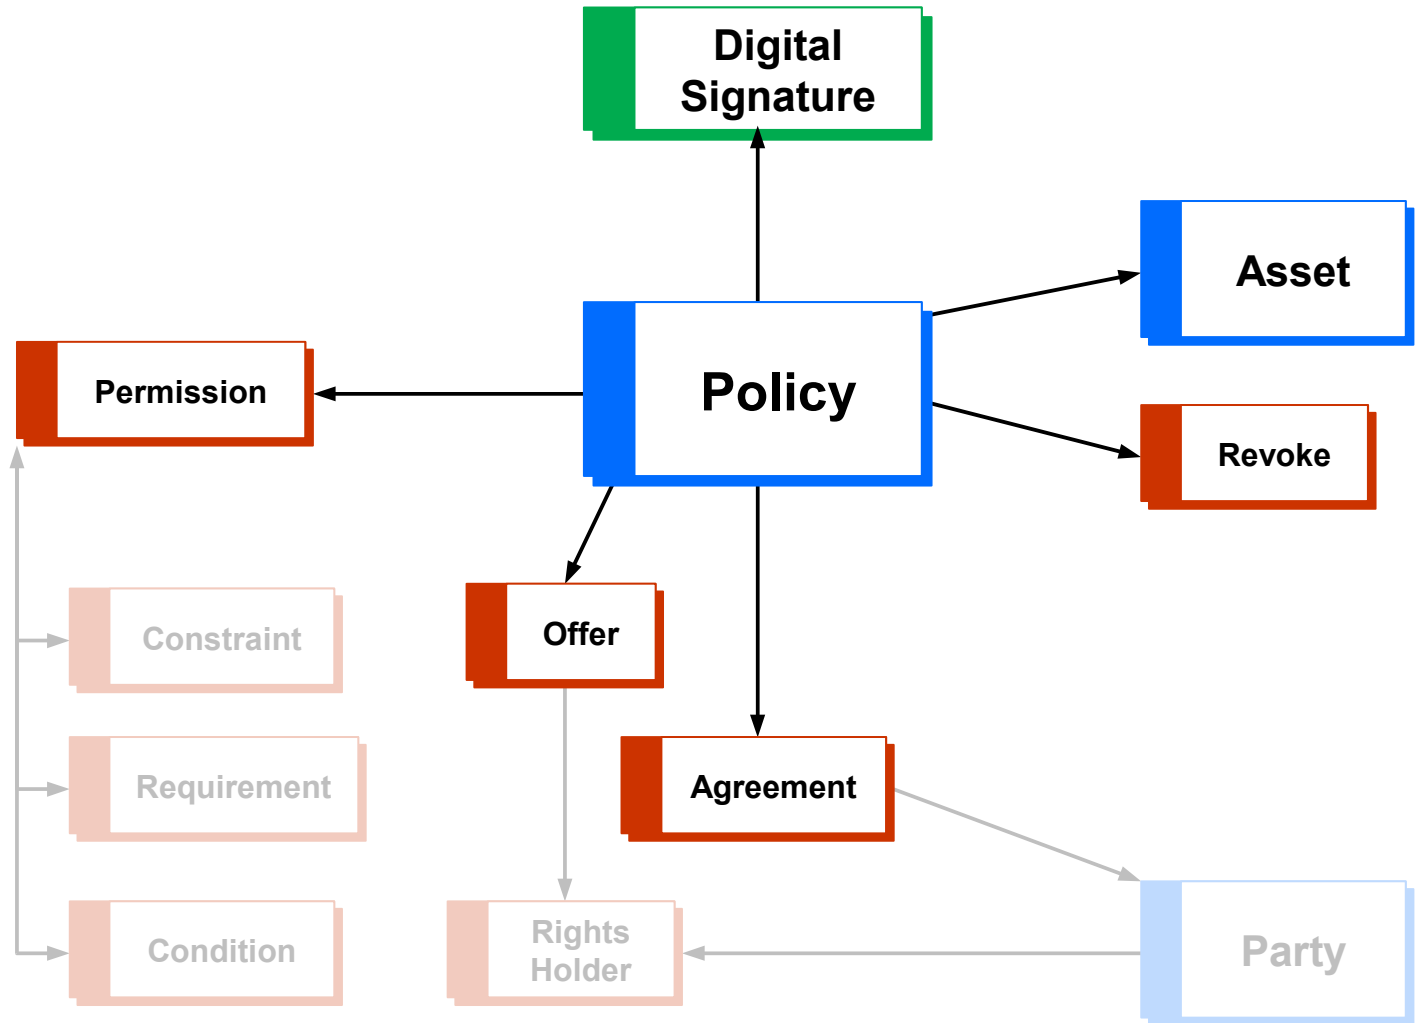 Digital
Signature
Asset
Permission
Policy
Revoke
Offer
Constraint
Requirement
Agreement
Condition
Rights
Holder
Party